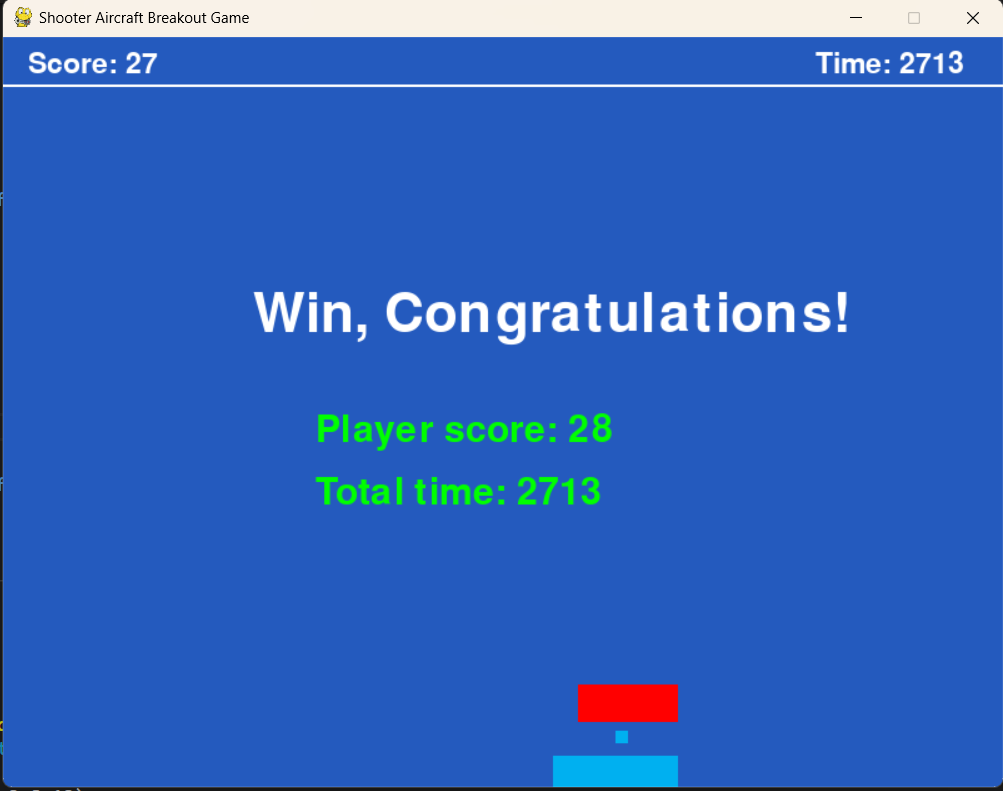 Shooter Aircraft Breakout Game
Score: 27 Time: 2713
Win, Congratulations!
Player score: 28
Total time: 2713